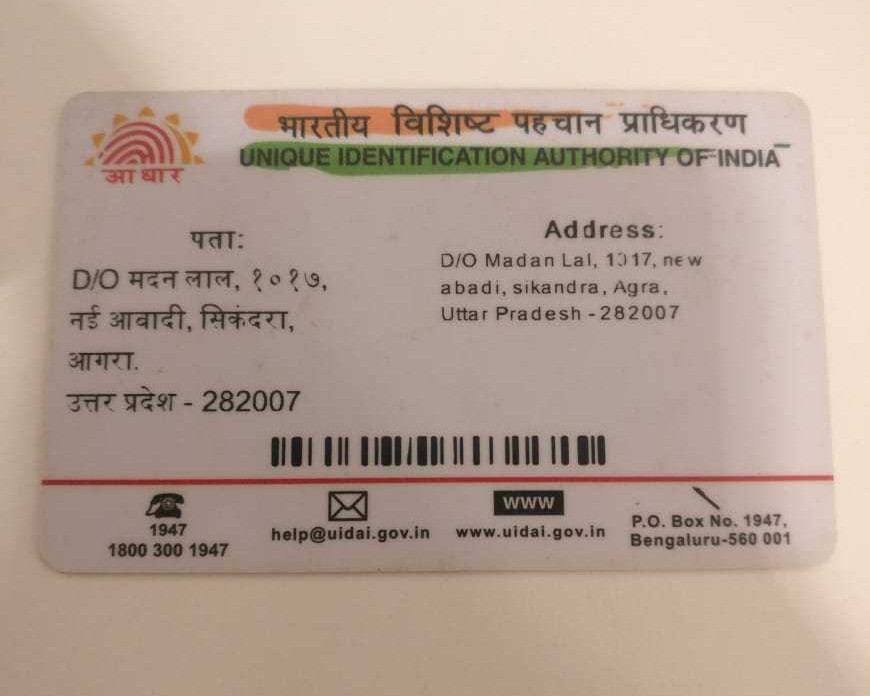 भारतीय विशिष्ट पहचान प्राधिकरण
UNIQUE IDENTIFICATION AUTHORITY OF INDIA
आधार
पता:
D/O मदन लाल, १०१७,
नई आवादी, सिकंदरा,
आगरा.
उत्तर प्रदेश - 282007
Address:
D/O Madan Lal, 1017, new
abadi, sikandra, Agra,
Uttar Pradesh - 282007
1947
1800 300 1947
help@uidai.gov.in
WWW
www.uidai.gov.in
P.O. Box No. 1947,
Bengaluru-560 001